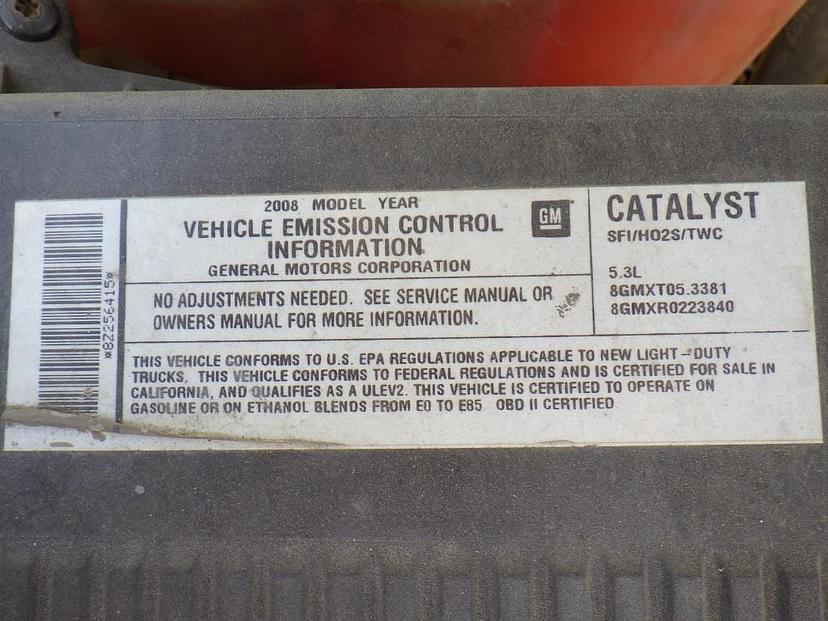 *8Z256415*
2008 MODEL YEAR
VEHICLE EMISSION CONTROL
INFORMATION
GENERAL MOTORS CORPORATION
GM
NO ADJUSTMENTS NEEDED. SEE SERVICE MANUAL OR
OWNERS MANUAL FOR MORE INFORMATION.
CATALYST
SFI/HO2S/TWC
5.3L
8GMXT05.3381
8GMXR0223840
THIS VEHICLE CONFORMS TO U.S. EPA REGULATIONS APPLICABLE TO NEW LIGHT-DUTY
TRUCKS. THIS VEHICLE CONFORMS TO FEDERAL REGULATIONS AND IS CERTIFIED FOR SALE IN
CALIFORNIA, AND QUALIFIES AS A ULEV2. THIS VEHICLE IS CERTIFIED TO OPERATE ON
GASOLINE OR ON ETHANOL BLENDS FROM E0 TO E85 OBD II CERTIFIED